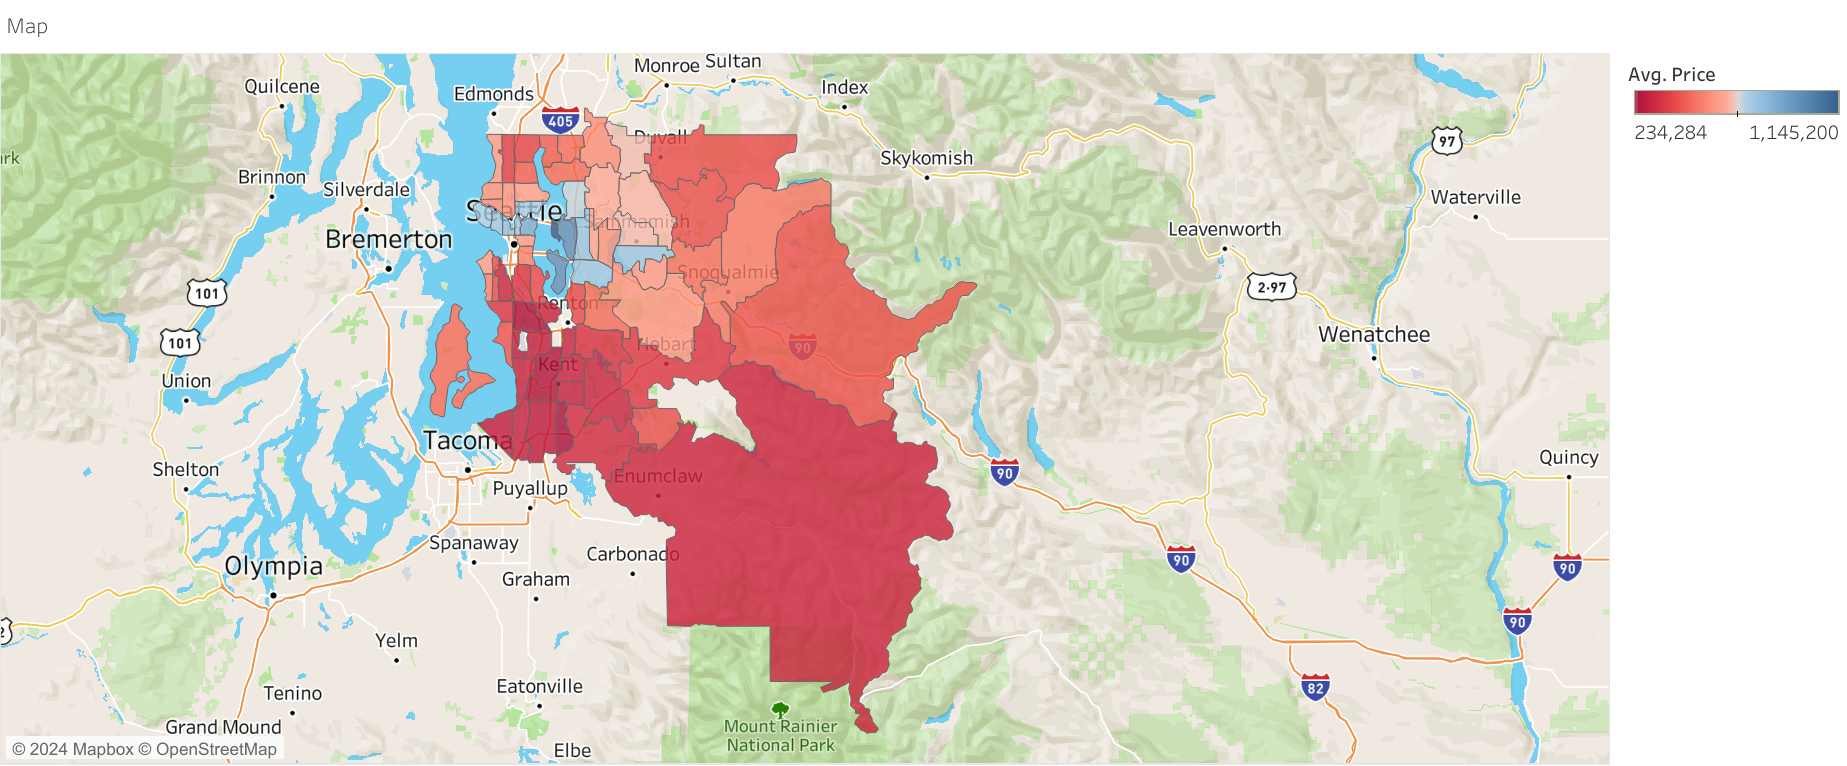 Map
Monroe
Sultan
Quilcene
Edmonds
Index
Avg. Price
405
234,284
1,145,200
Duvall
97
Skykomish
Brinnon
Silverdale
Waterville
Seattle
Sammamish
Leavenworth
Bremerton
Snoqualmie
101
2-97
Renton
Wenatchee
101
Hobart
90
Kent
Union
Tacoma
Quincy
Shelton
90
Enumclaw
Puyallup
Spanaway
Carbonado
90
90
Olympia
Graham
90
Yelm
Eatonville
82
Tenino
Grand Mound
Mount Rainier
National Park
© 2024 Mapbox © OpenStreetMap
Elbe